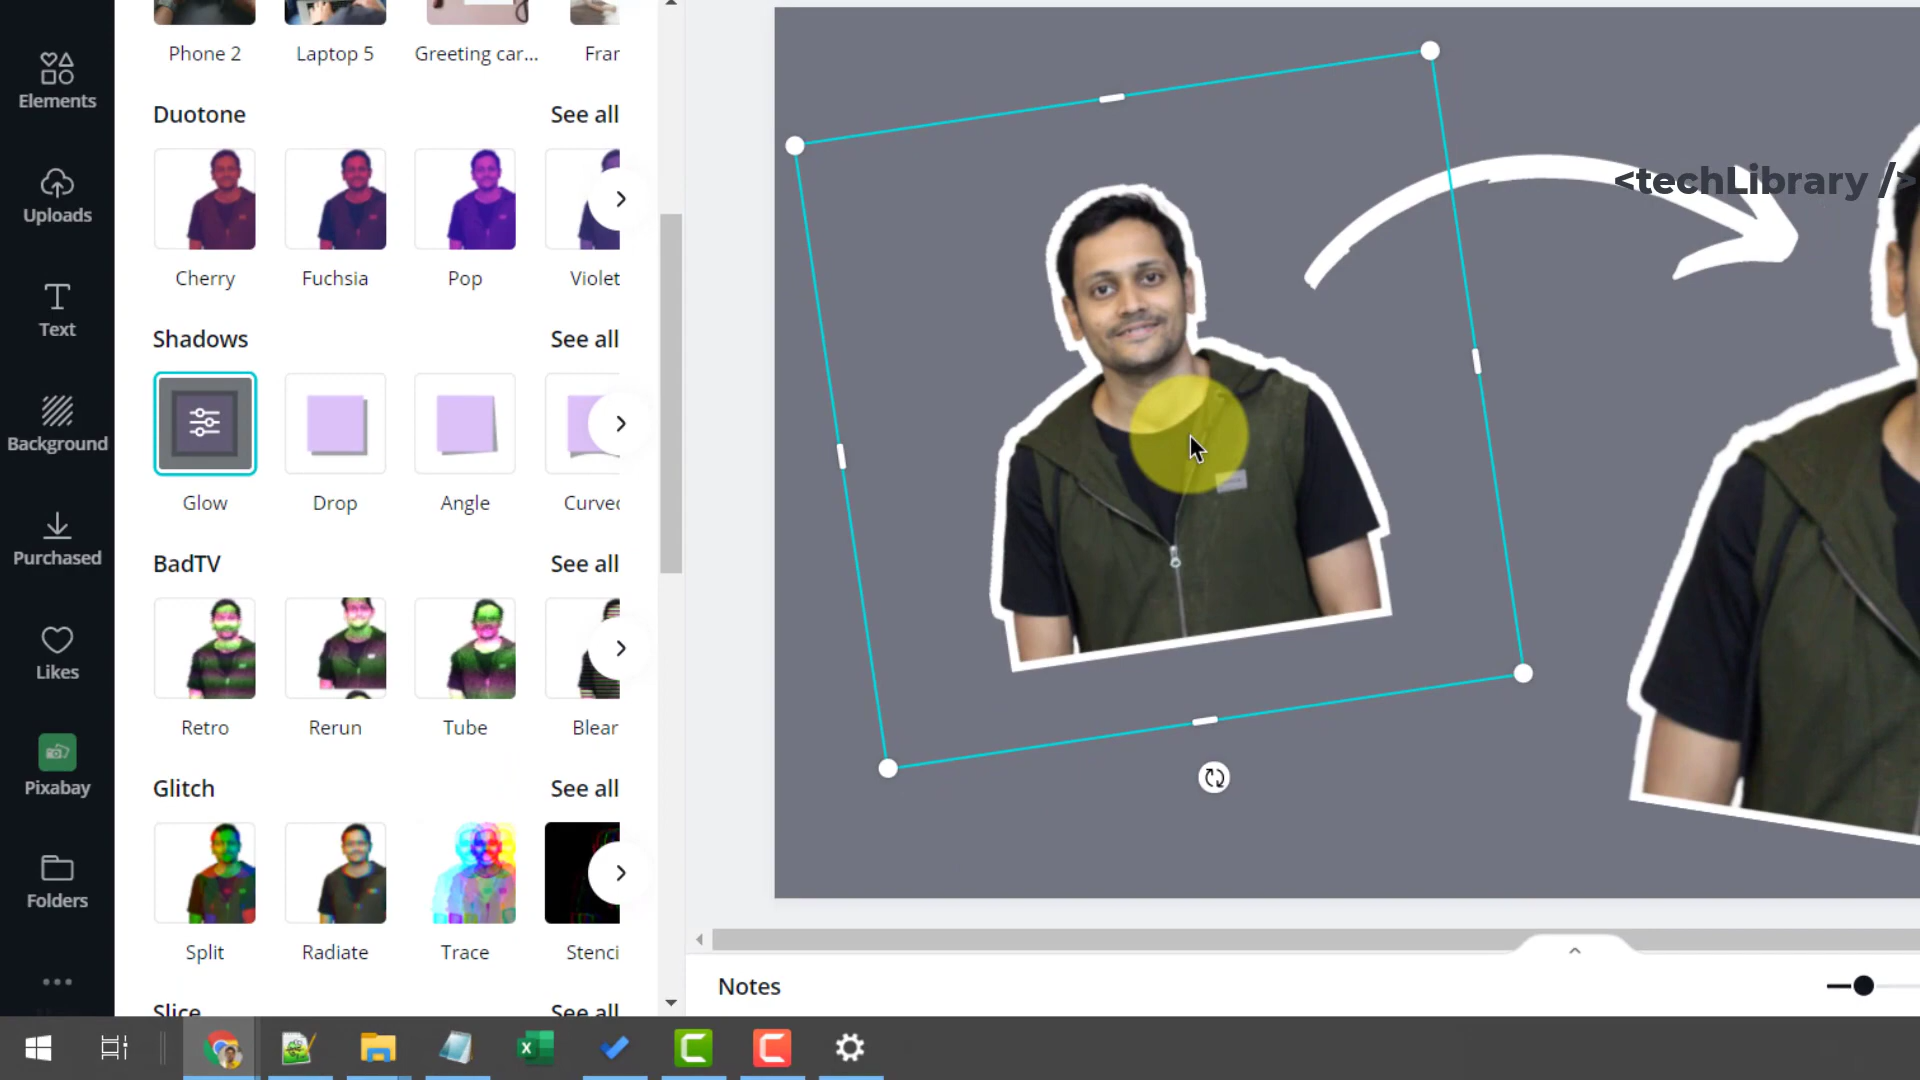 Elements
Uploads
Text
Background
Purchased
Likes
Pixabay
Folders
Phone 2
Laptop 5
Greeting car...
Fran
Duotone
See all
Cherry
Fuchsia
Pop
Violet
Shadows
See all
Glow
Drop
Angle
Curved
BadTV
See all
Retro
Rerun
Tube
Blear
Glitch
See all
Split
Radiate
Trace
Stenci
Slice
See all
<techLibrary />
Notes